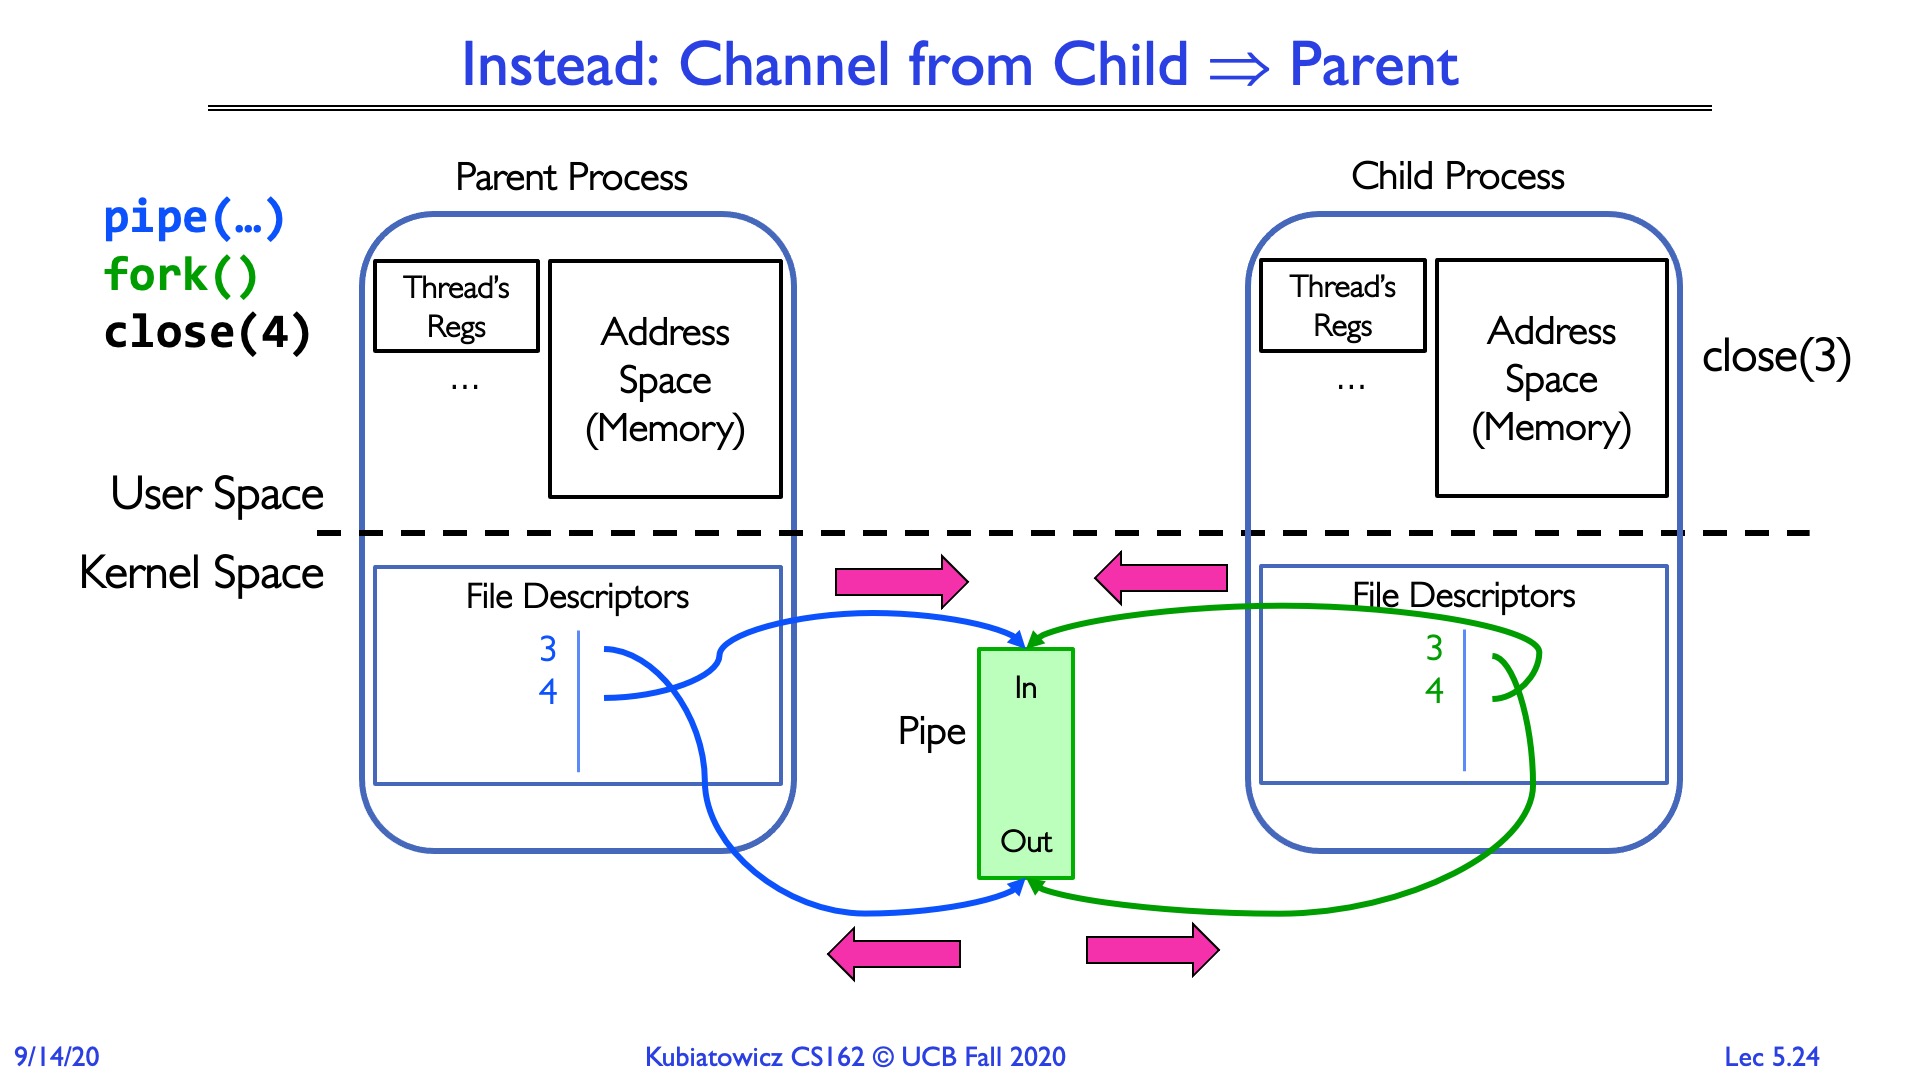 Instead: Channel from Child ⇒ Parent
pipe(…)
fork()
close(4)
Parent Process
Thread's
Regs
…
Address
Space
(Memory)
Child Process
Thread's
Regs
…
Address
Space
(Memory)
close(3)
User Space
Kernel Space
File Descriptors
3
4
Pipe
In
Out
File Descriptors
3
4
9/14/20
Kubiatowicz CS162 © UCB Fall 2020
Lec 5.24